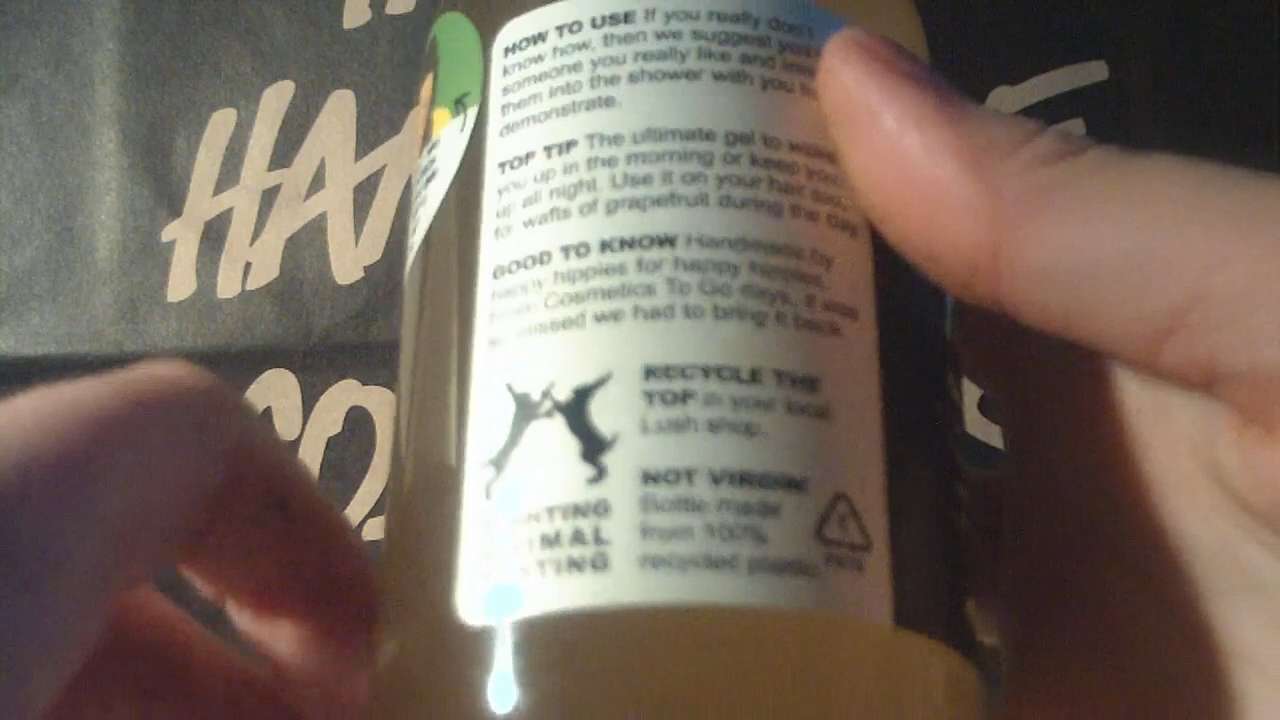 HOW TO USE If you really don't
know how, then we suggest you
someone you really like and
them into the shower with you to
demonstrate.
TOP TIP The ultimate gel to wake
you up in the morning or keep you
up all night. Use it on your hair too,
for wafts of grapefruit during the day
GOOD TO KNOW Handmade by
happy hippies for happy hippies.
From Cosmetics To Go days, it was
missed we had to bring it back.
RECYCLE THE
TOP in your local
Lush shop.
NOT VIRGIN
Bottle made
from 100%
recycled plastic
HA
CO